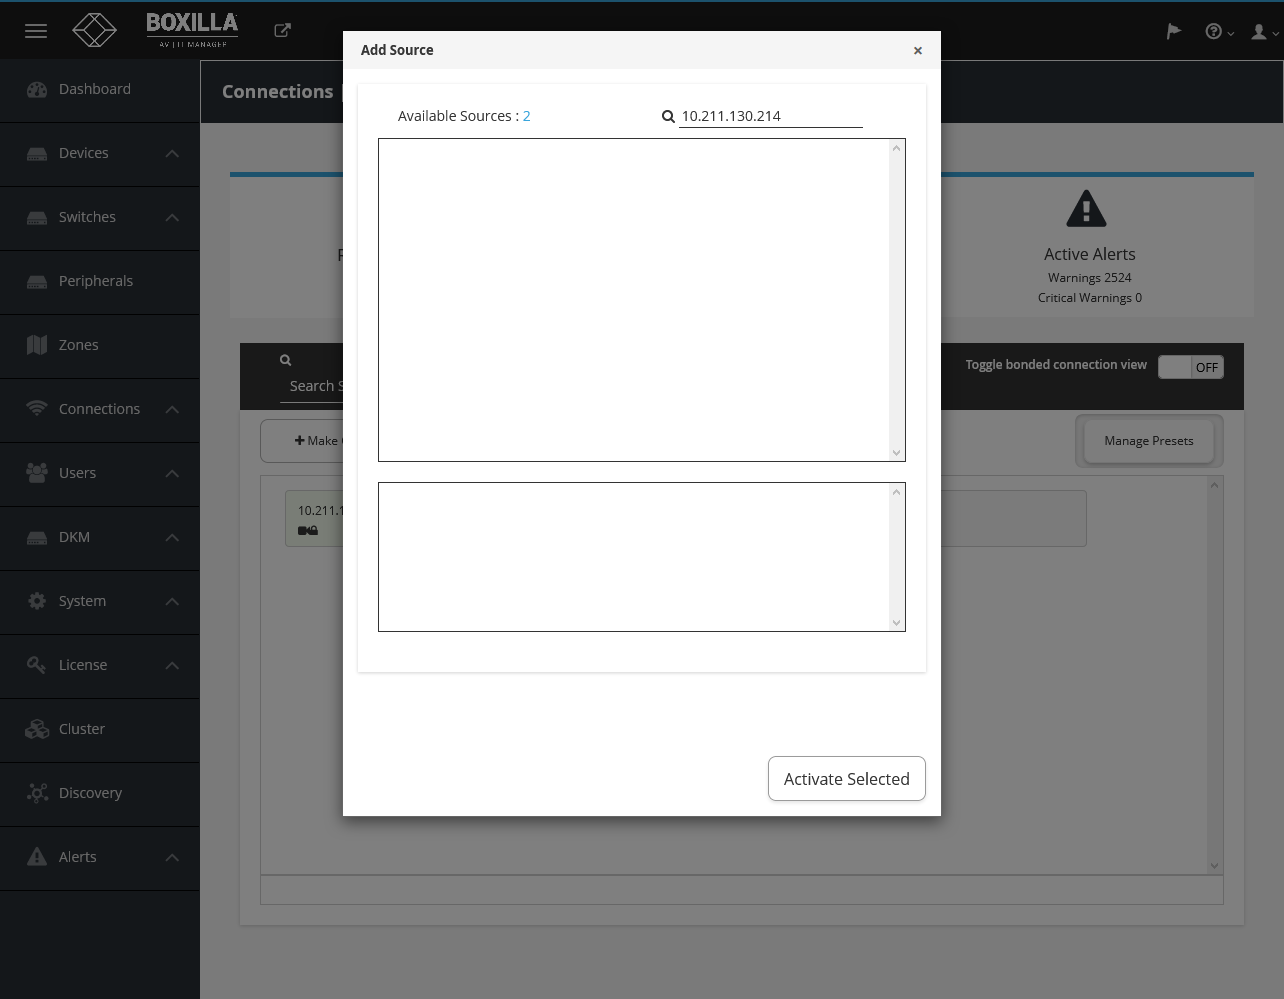 BOXILLA
AV | IT MANAGER
Dashboard
Devices
Switches
Peripherals
Zones
Connections
Users
DKM
System
License
Cluster
Discovery
Alerts
Connections
Add Source
×
Available Sources : 2
10.211.130.214
Activate Selected
Active Alerts
Warnings 2524
Critical Warnings 0
Search
Toggle bonded connection view
OFF
Make
Manage Presets
10.211.1